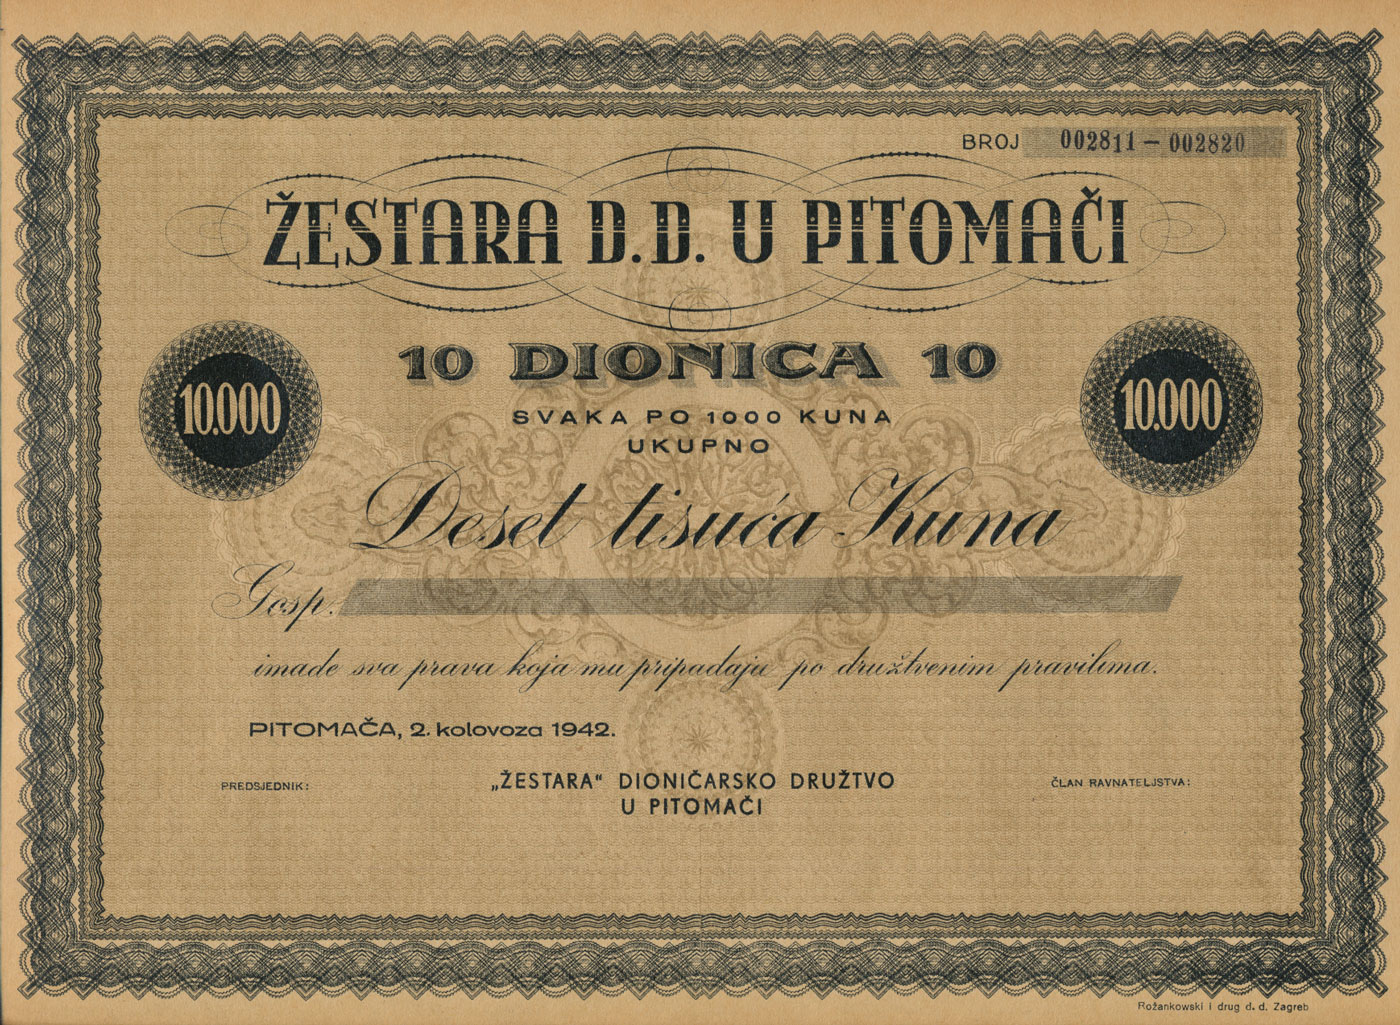 BROJ 002811 – 002820
ŽESTARA D.D. U PITOMAČI
10 DIONICA 10
10.000
10.000
SVAKA PO 1000 KUNA
UKUPNO
Deset tisuća Kuna
Gosp.
imade sva prava koja mu pripadaju po družtvenim pravilima.
PITOMAČA, 2. kolovoza 1942.
PREDSJEDNIK:
„ŽESTARA“ DIONIČARSKO DRUŽTVO
U PITOMAČI
ČLAN RAVNATELJSTVA:
Rožankowski i drug d. d. Zagreb